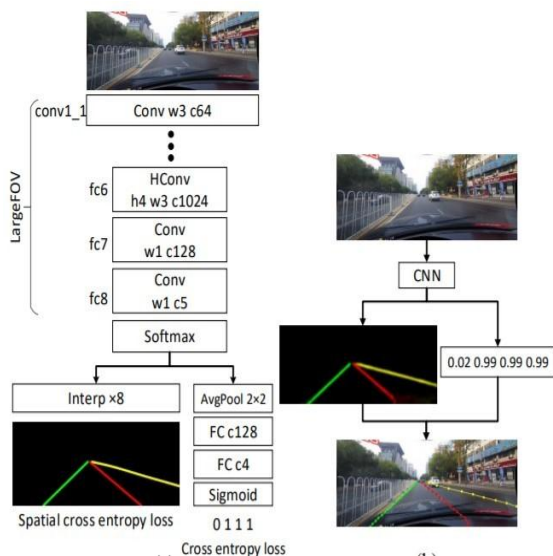 conv1_1
Conv w3 c64
LargeFOV
fc6
HConv
h4 w3 c1024
fc7
Conv
w1 c128
fc8
Conv
w1 c5
Softmax
Interp ×8
AvgPool 2×2
FC c128
FC c4
Sigmoid
0 1 1 1
Spatial cross entropy loss
Cross entropy loss
CNN
0.02 0.99 0.99 0.99